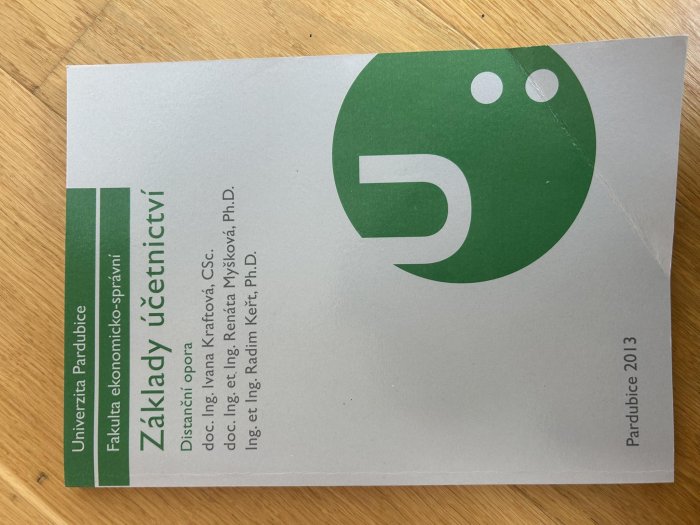 Univerzita Pardubice
Fakulta ekonomicko-správní
Základy účetnictví
Distanční opora
doc. Ing. Ivana Kraftová, CSc.
doc. Ing. et Ing. Renáta Myšková, Ph.D.
Ing. et Ing. Radim Keřt, Ph.D.
Pardubice 2013